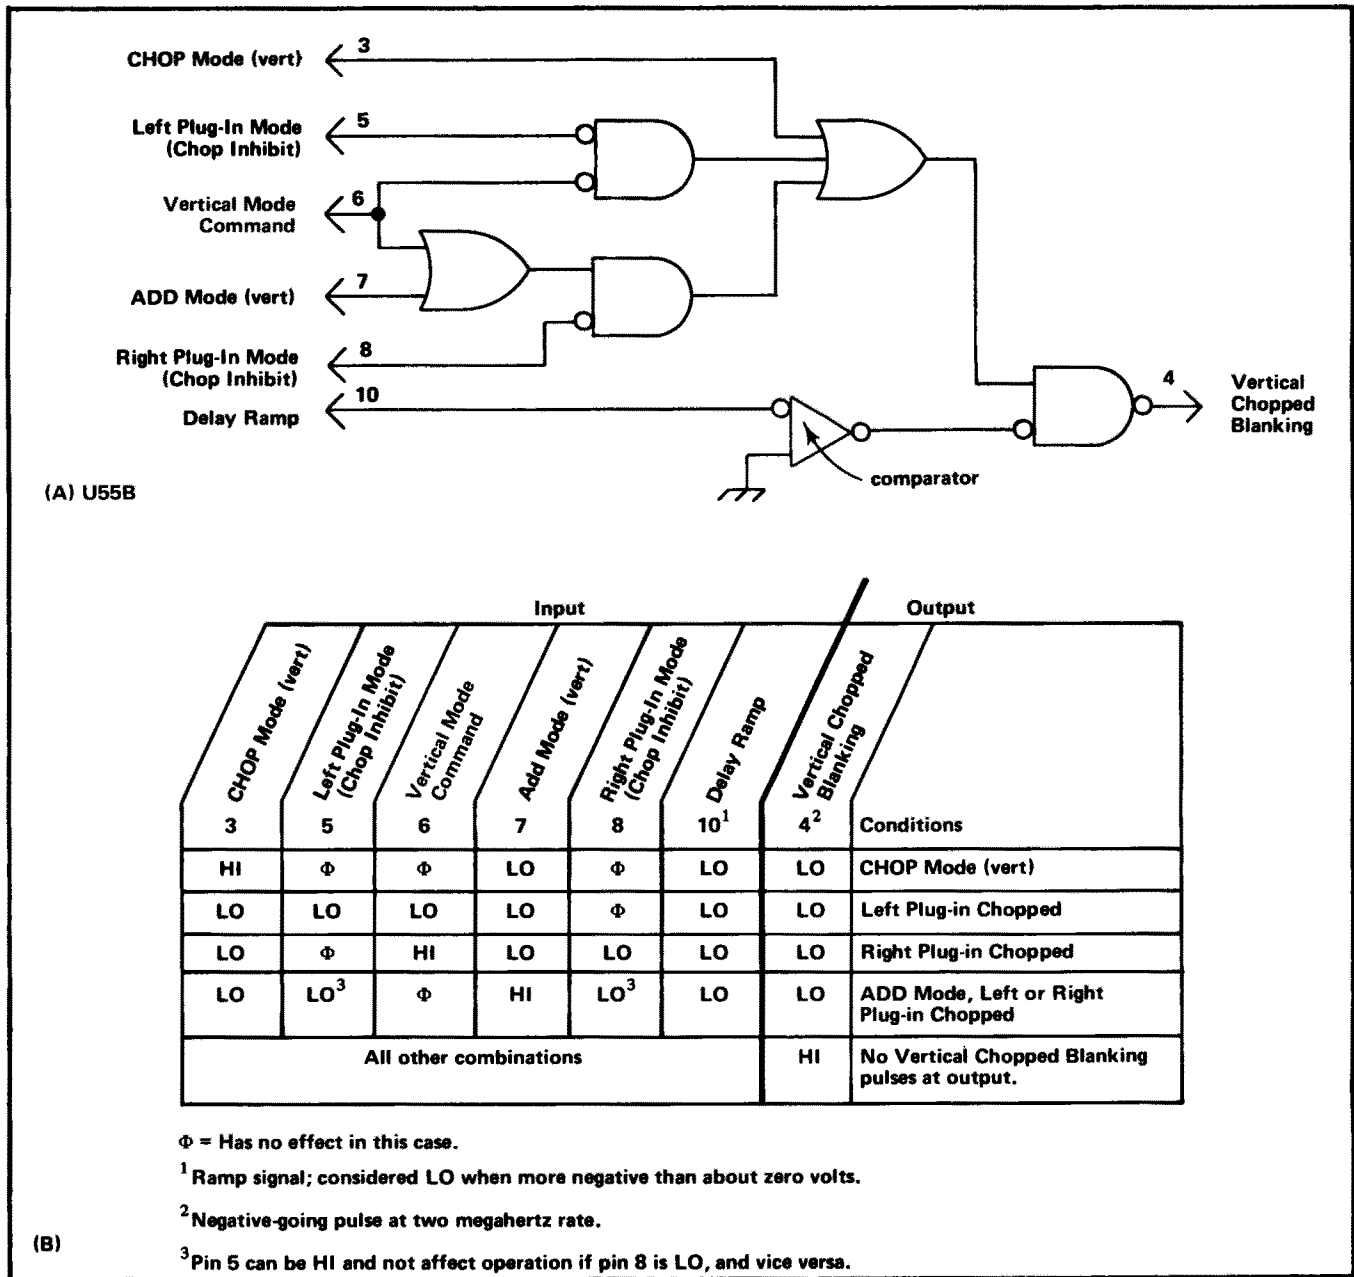 CHOP Mode (vert) 3
Left Plug-In Mode 5
(Chop Inhibit)
Vertical Mode 6
Command
ADD Mode (vert) 7
Right Plug-In Mode 8
(Chop Inhibit)
Delay Ramp 10
4 Vertical
Chopped
Blanking
comparator
(A) U55B
Input Output
CHOP Mode (vert)
Left Plug-In Mode
(Chop Inhibit)
Vertical Mode
Command
Add Mode (vert)
Right Plug-In Mode
(Chop Inhibit)
Delay Ramp
Vertical Chopped
Blanking
3 5 6 7 8 10¹ 4² Conditions
HI Φ Φ LO Φ LO LO CHOP Mode (vert)
LO LO LO LO Φ LO LO Left Plug-in Chopped
LO Φ HI LO LO LO LO Right Plug-in Chopped
LO LO³ Φ HI LO³ LO LO ADD Mode, Left or Right
Plug-in Chopped
All other combinations HI No Vertical Chopped Blanking
pulses at output.
Φ = Has no effect in this case.
¹ Ramp signal; considered LO when more negative than about zero volts.
² Negative-going pulse at two megahertz rate.
³ Pin 5 can be HI and not affect operation if pin 8 is LO, and vice versa.
(B)